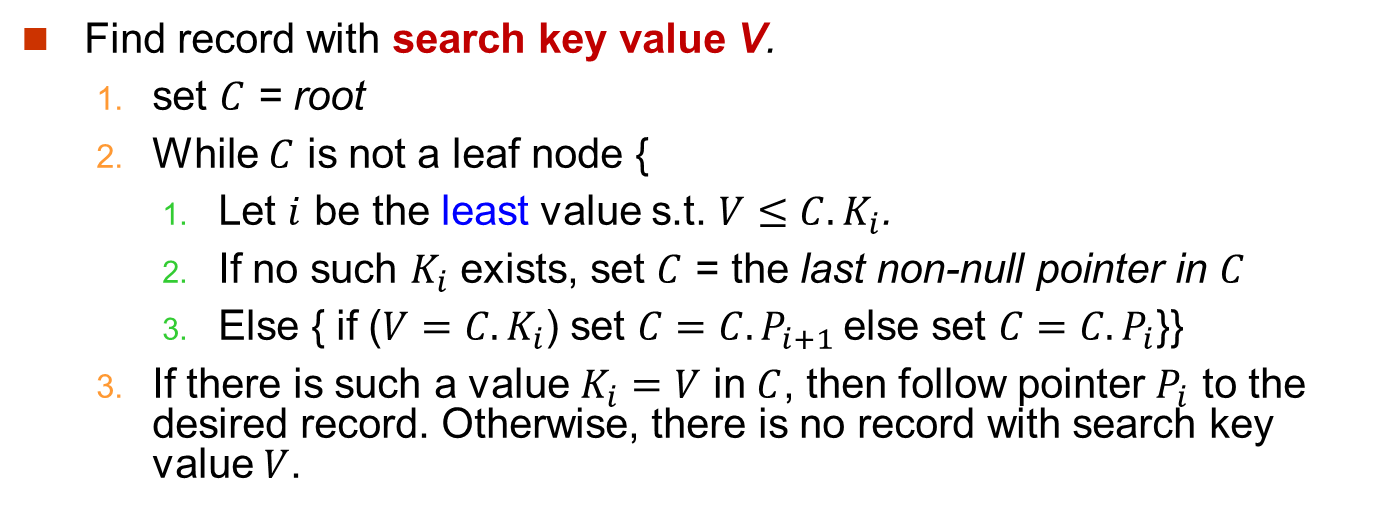 ■ Find record with search key value V.
1. set C = root
2. While C is not a leaf node {
1. Let i be the least value s.t. V ≤ C.Kᵢ.
2. If no such Kᵢ exists, set C = the last non-null pointer in C
3. Else { if (V = C.Kᵢ) set C = C.Pᵢ₊₁ else set C = C.Pᵢ}}
3. If there is such a value Kᵢ = V in C, then follow pointer Pᵢ to the
desired record. Otherwise, there is no record with search key
value V.